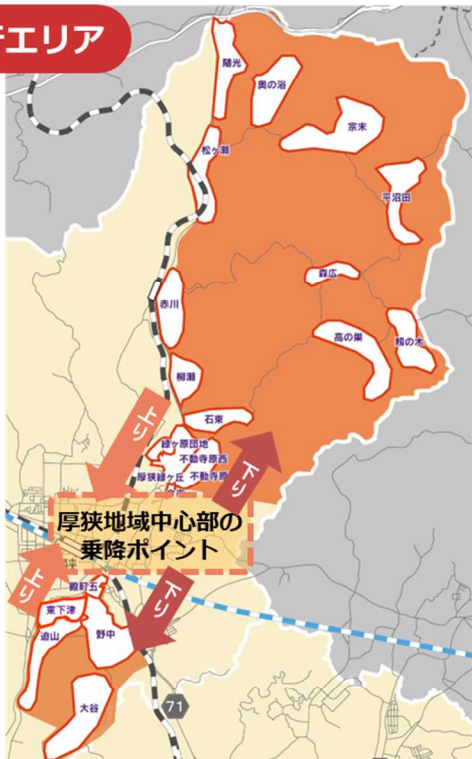 行エリア
随光
奥の浴
宗末
松ヶ瀬
平沼田
森広
赤川
高の巣
柳瀬
石束
上り
緑ヶ原団地
不動寺原西
厚狭緑ヶ丘 不動寺原
下り
厚狭地域中心部の
乗降ポイント
狭
上り
殿町五
下り
東下津
迫山
野中
大谷
71